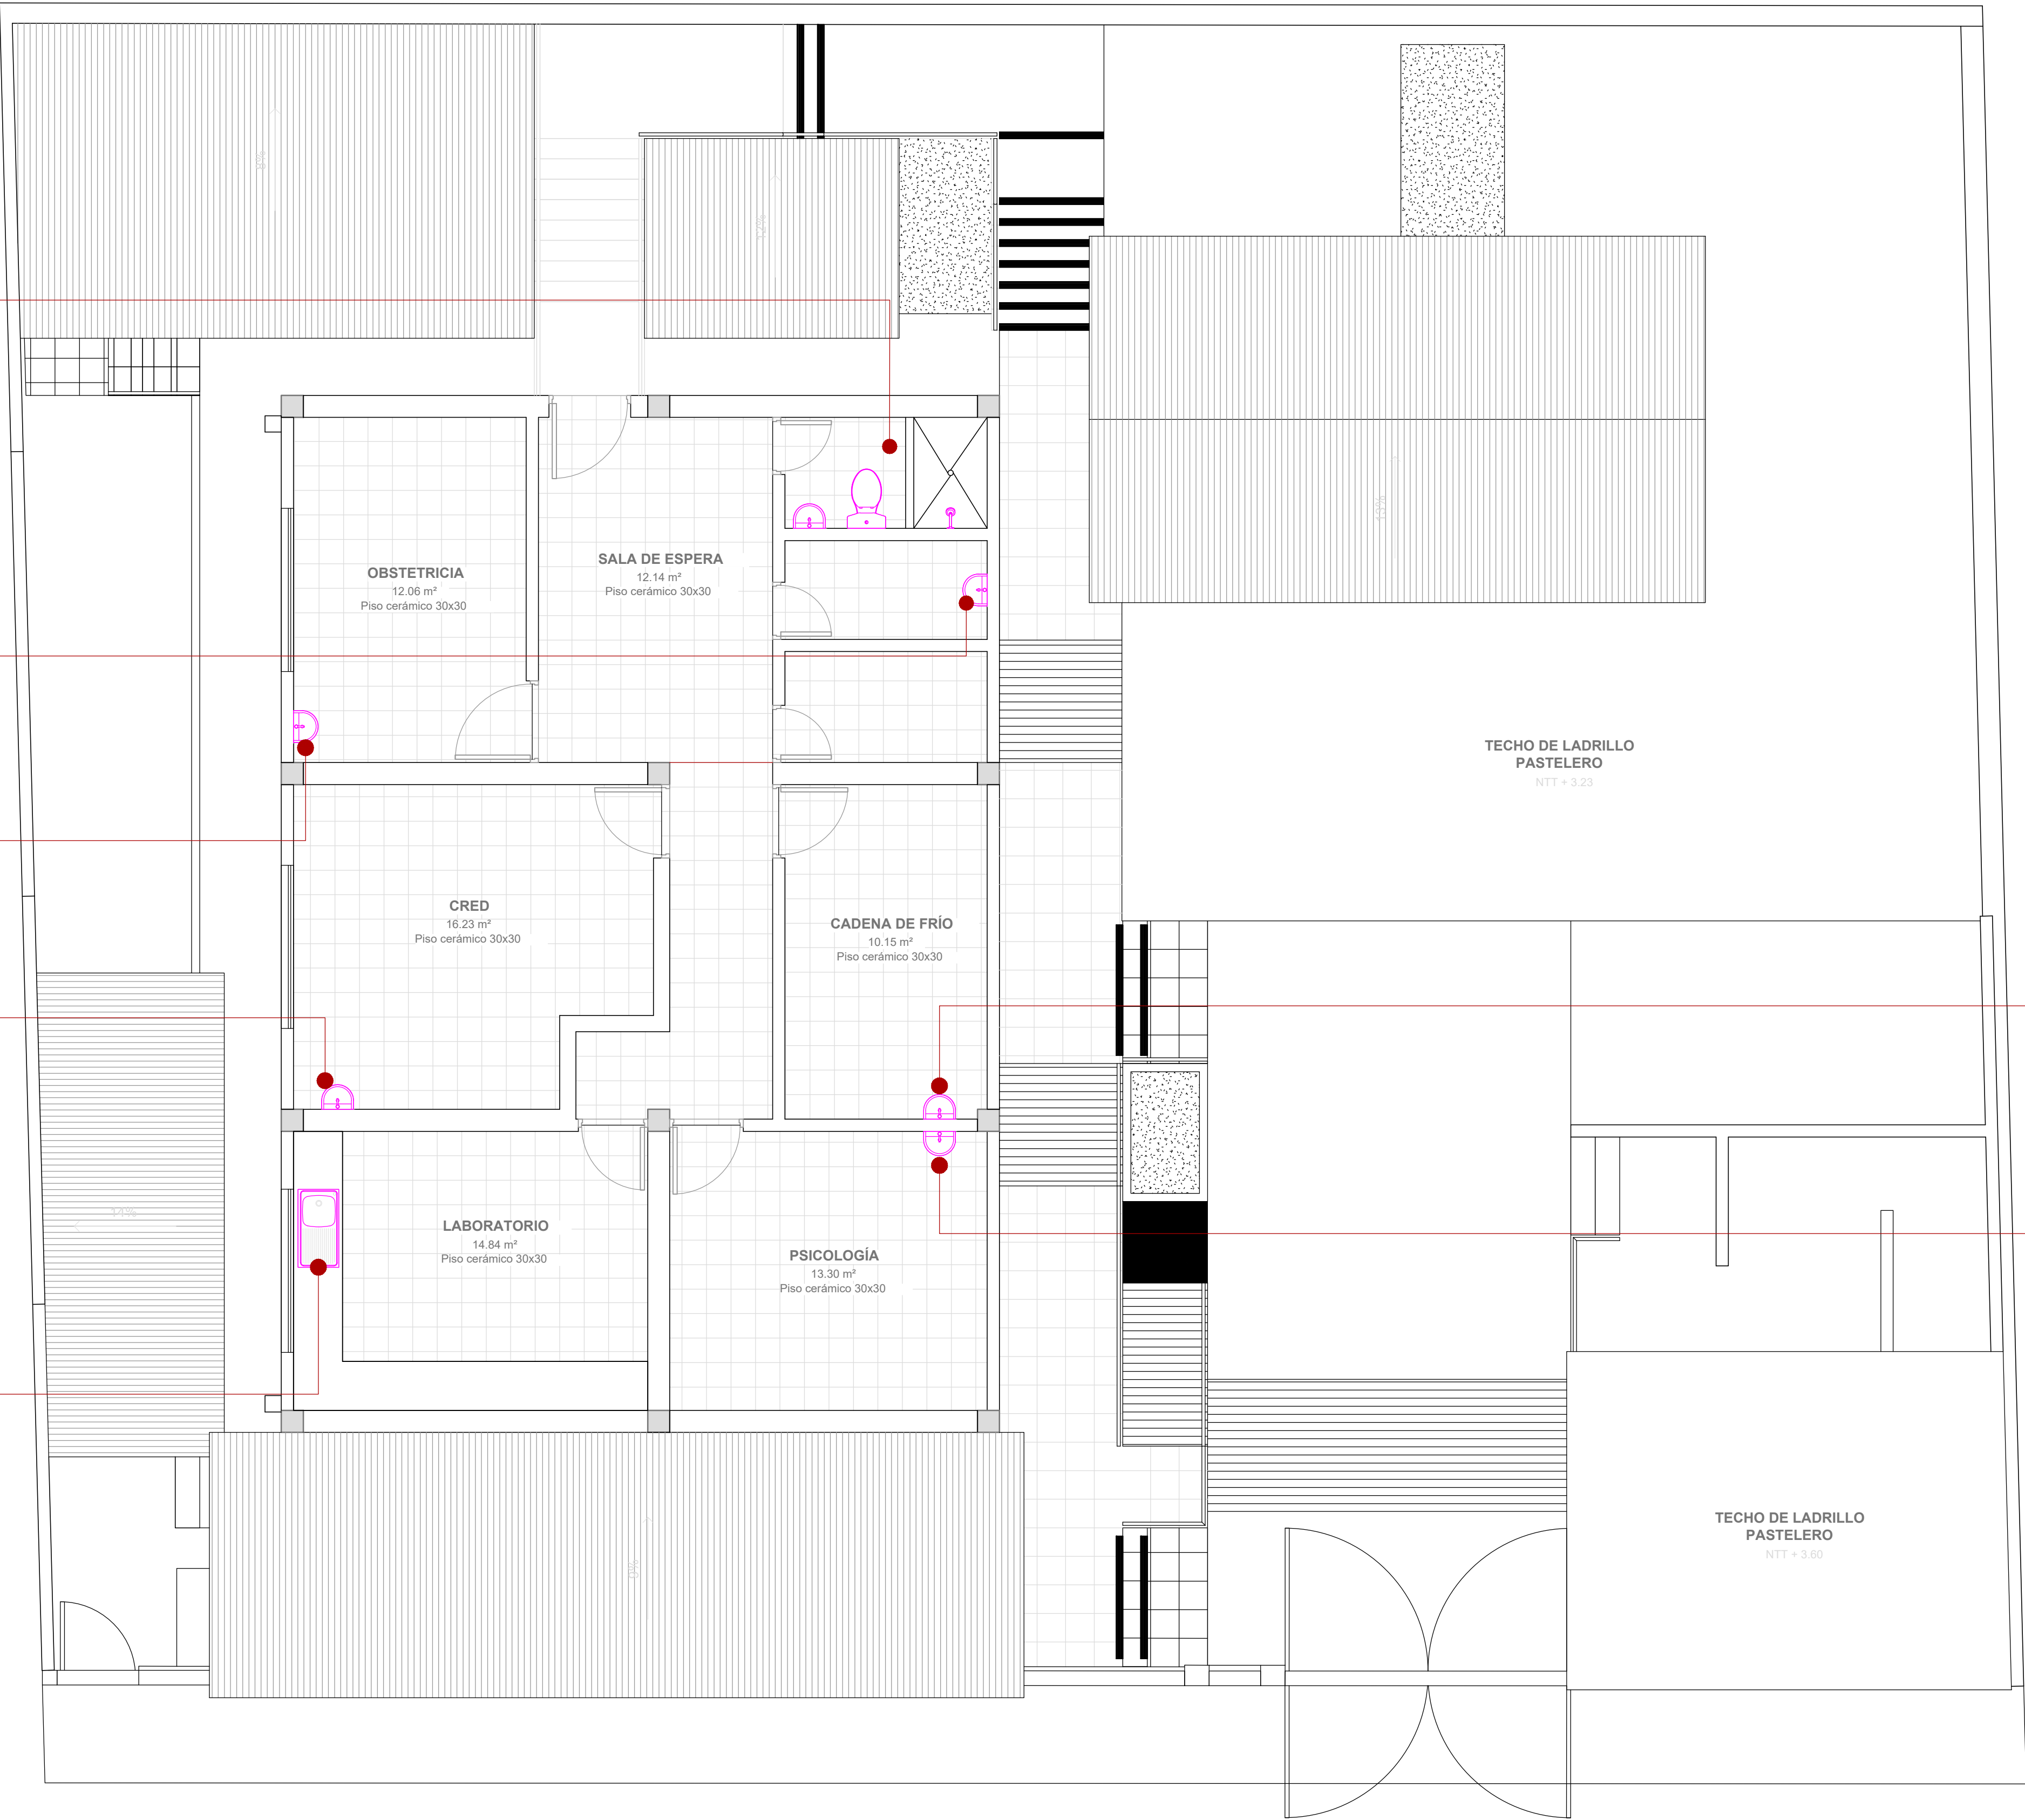 12%
OBSTETRICIA
12.06 m²
Piso cerámico 30x30
SALA DE ESPERA
12.14 m²
Piso cerámico 30x30
TECHO DE LADRILLO
PASTELERO
NTT + 3.23
CRED
16.23 m²
Piso cerámico 30x30
CADENA DE FRÍO
10.15 m²
Piso cerámico 30x30
14%
LABORATORIO
14.84 m²
Piso cerámico 30x30
PSICOLOGÍA
13.30 m²
Piso cerámico 30x30
TECHO DE LADRILLO
PASTELERO
NTT + 3.60